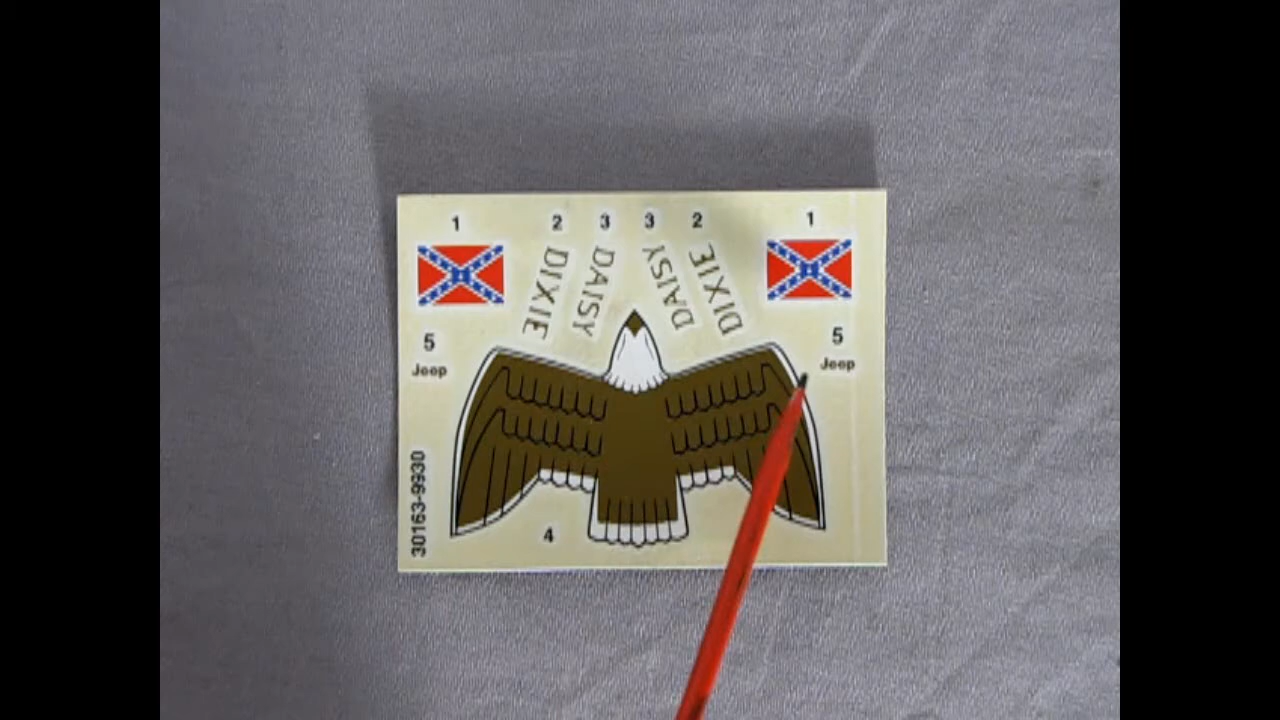 1 2 3 3 2 1
DIXIE DAISY DAISY DIXIE
5 5
Jeep Jeep
30163-9930
4